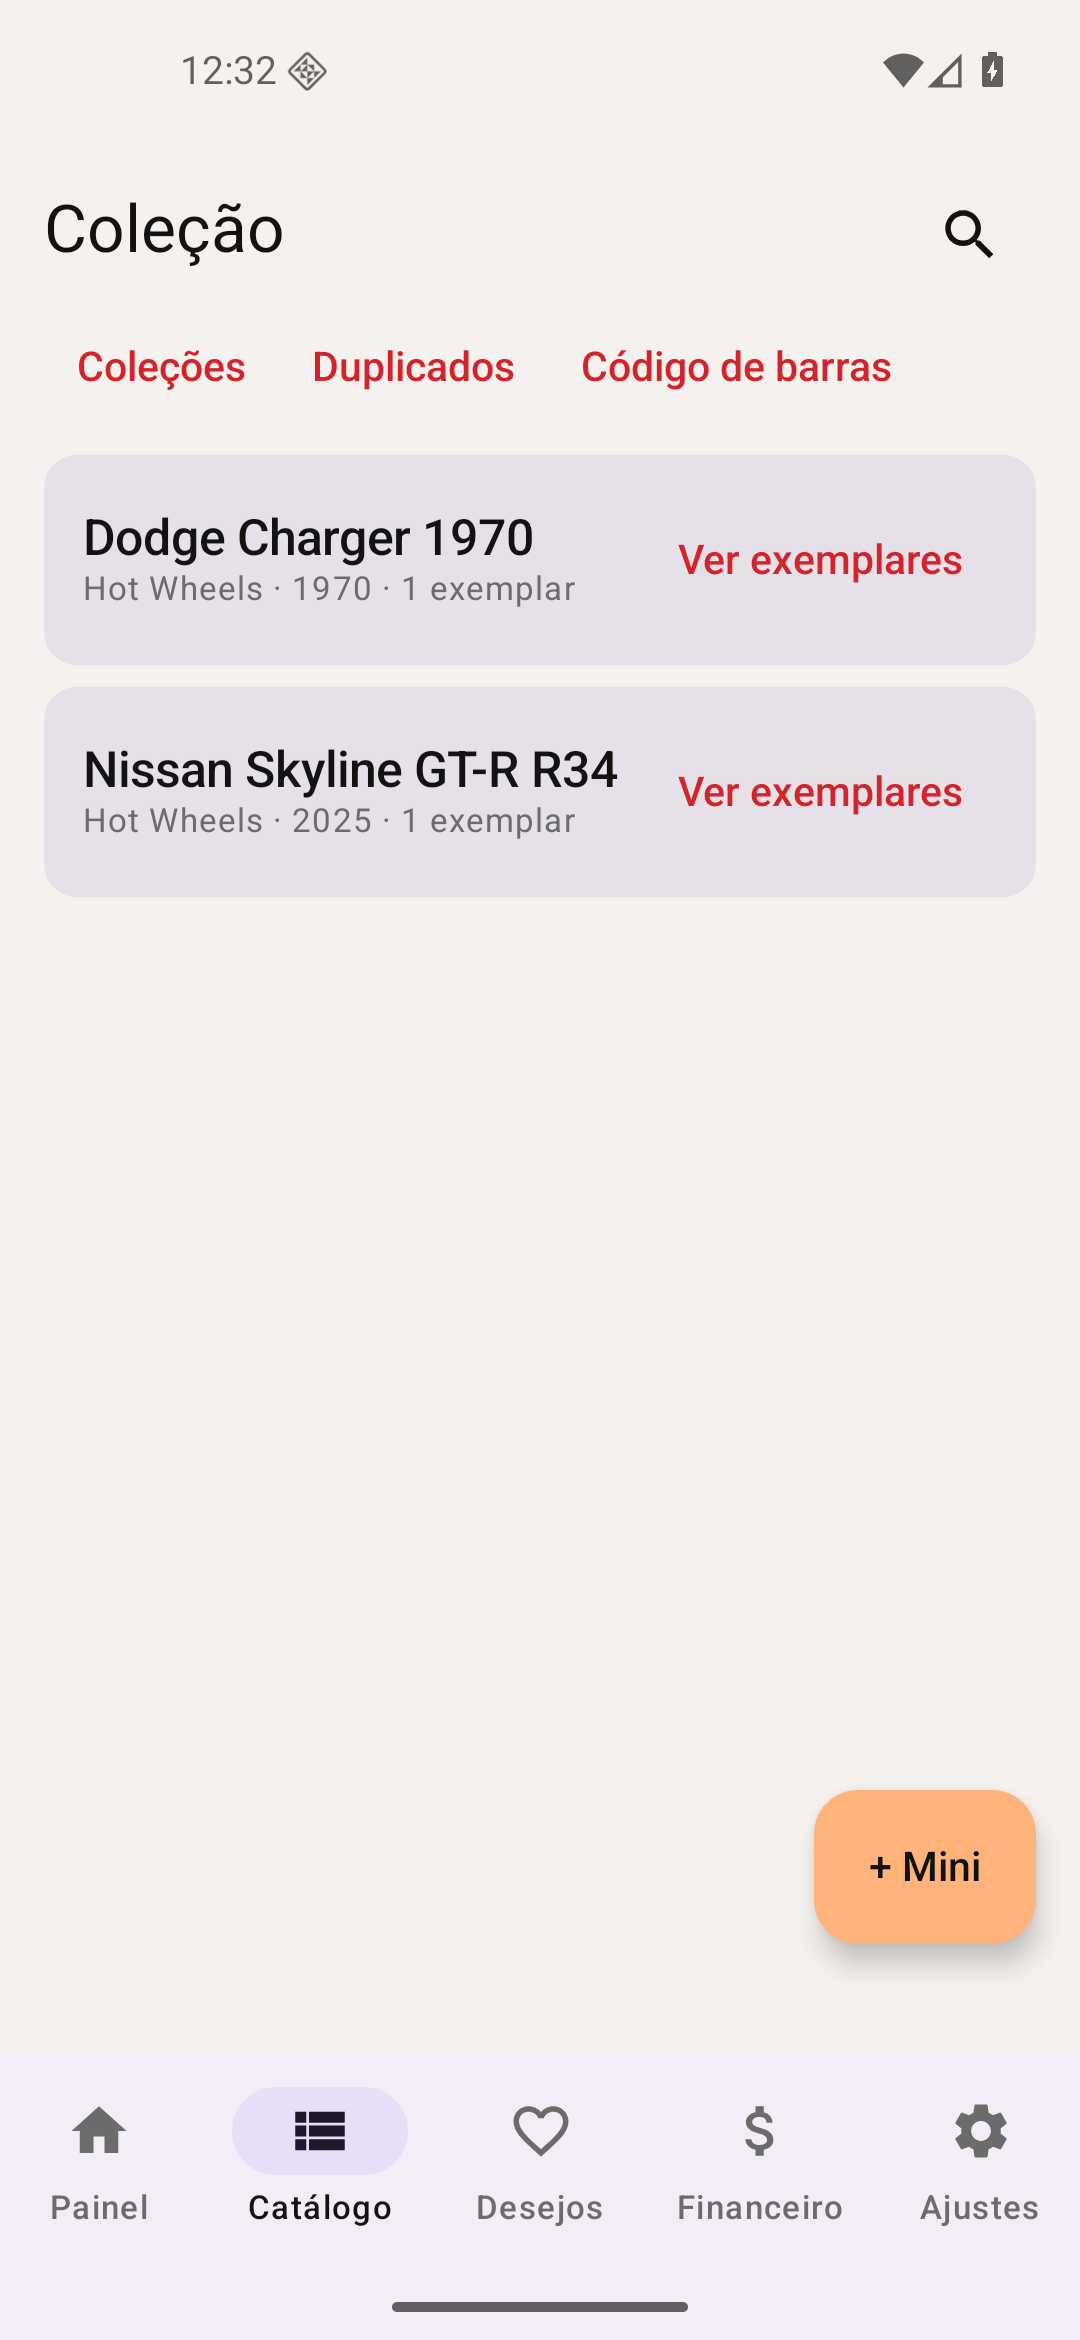 12:32
Coleção
Coleções Duplicados Código de barras
Dodge Charger 1970
Hot Wheels · 1970 · 1 exemplar
Ver exemplares
Nissan Skyline GT-R R34
Hot Wheels · 2025 · 1 exemplar
Ver exemplares
+ Mini
Painel Catálogo Desejos Financeiro Ajustes